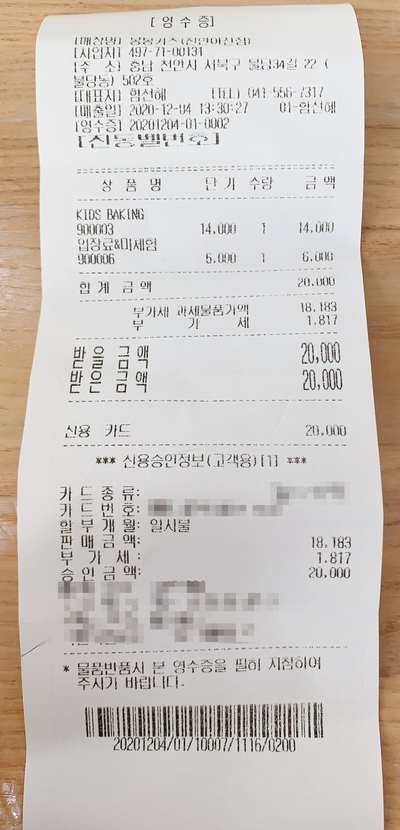 [영수증]
[매장명] 봉봉키즈(천안아산점)
[사업자] 497-71-00131
[주 소] 충남 천안시 서북구 불당34길 22 (
불당동) 502호
[대표자] 함선혜 [TEL] 041-556-7317
[매출일] 2020-12-04 13:30:27 01-함선혜
[영수증] 20201204-01-0002
[진동벨번호]
상 품 명 단 가 수량 금 액
KIDS BAKING
900003 14,000 1 14,000
입장료&미체험
900006 1 6,000
합 계 금 액 20,000
부가세 과세물품가액 18,183
부 가 세 1,817
받을 금액 20,000
받은 금액 20,000
신용 카드 20,000
*** 신용승인정보(고객용)[1] ***
카 드 종 류:
카 드 번 호:
할 부 개 월: 일시불
판 매 금 액: 18,183
부 가 세 : 1,817
승 인 금 액: 20,000
* 물품반품시 본 영수증을 필히 지참하여
주시기 바랍니다.
20201204/01/10007/1116/0200